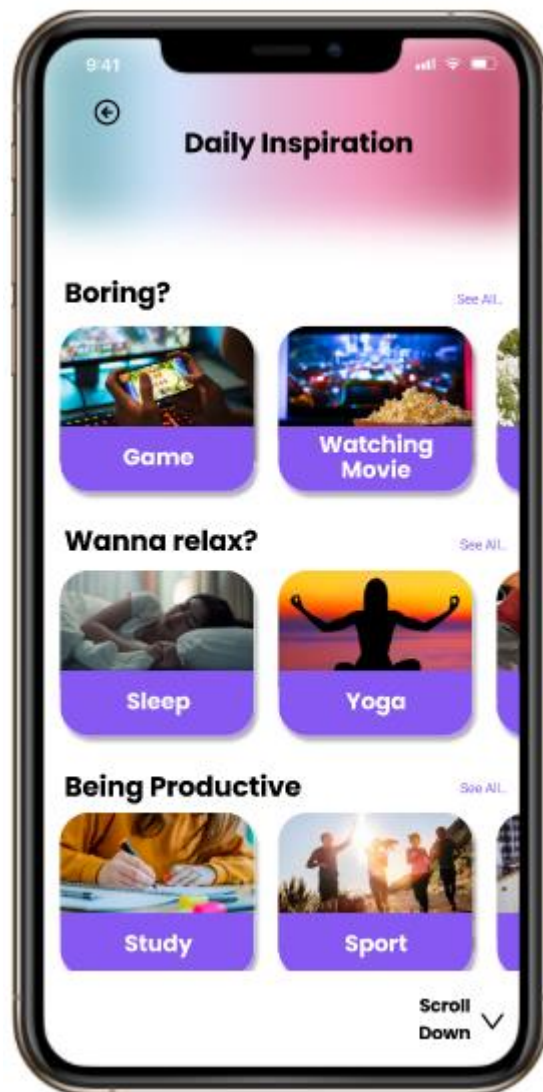 9:41
Daily Inspiration
Boring?
See All..
Game
Watching
Movie
Wanna relax?
See All..
Sleep
Yoga
Being Productive
See All..
Study
Sport
Scroll
Down